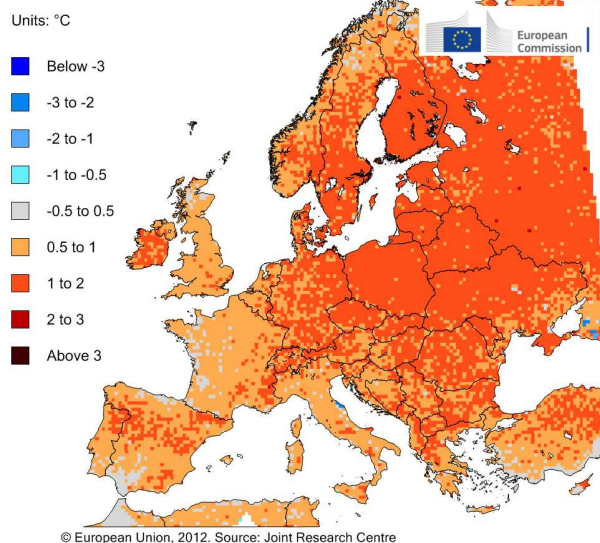 Units: °C
European
Commission
Below -3
-3 to -2
-2 to -1
-1 to -0.5
-0.5 to 0.5
0.5 to 1
1 to 2
2 to 3
Above 3
© European Union, 2012. Source: Joint Research Centre